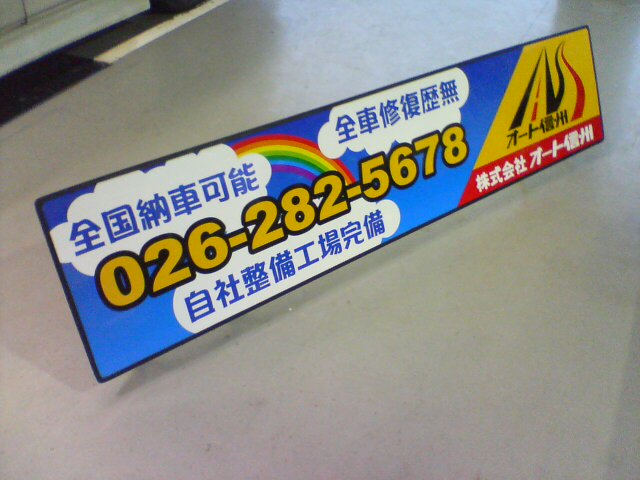 全国納車可能
全車修復歴無
026-282-5678
自社整備工場完備
オート信州
株式会社 オート信州